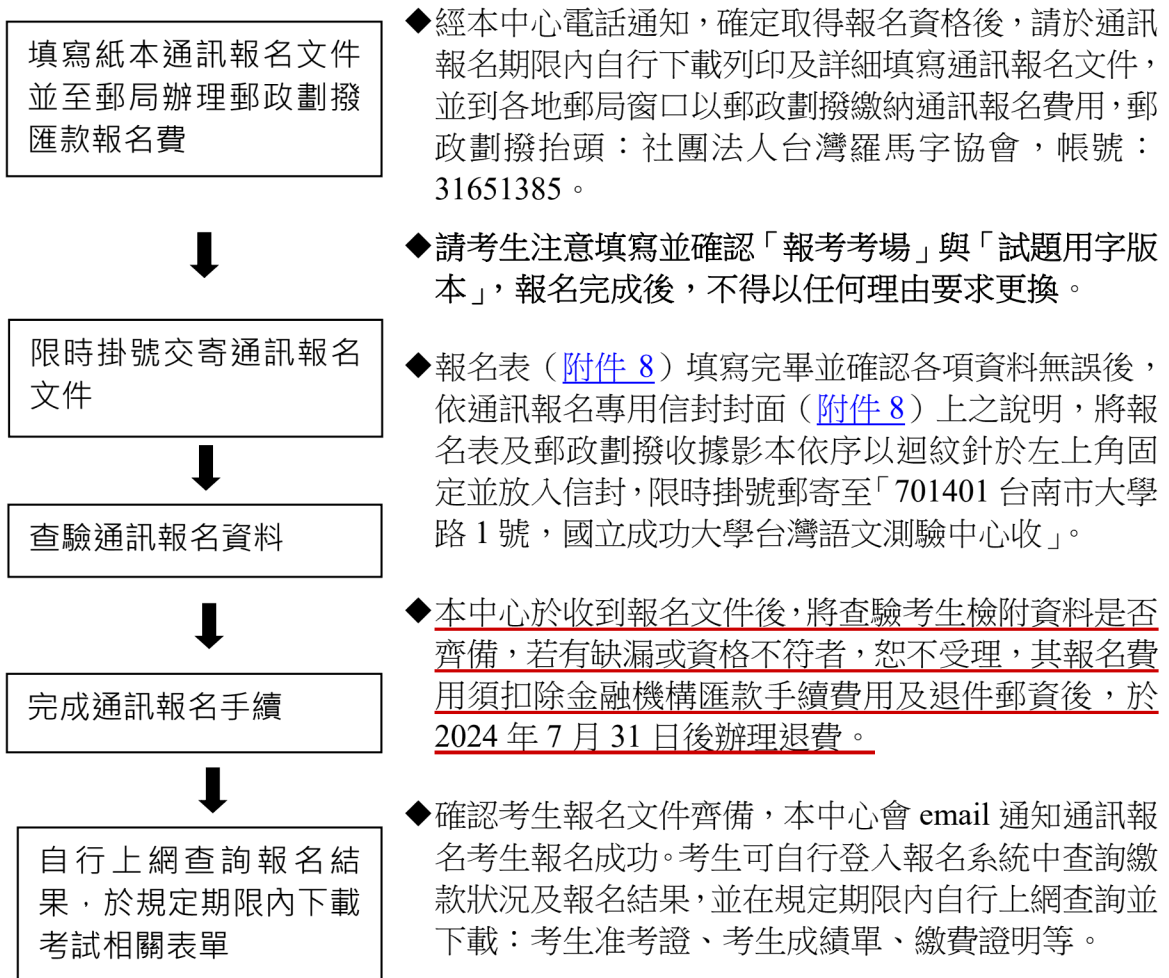 填寫紙本通訊報名文件
並至郵局辦理郵政劃撥
匯款報名費
◆經本中心電話通知，確定取得報名資格後，請於通訊
報名期限內自行下載列印及詳細填寫通訊報名文件，
並到各地郵局窗口以郵政劃撥繳納通訊報名費用，郵
政劃撥抬頭：社團法人台灣羅馬字協會，帳號：
31651385。
◆請考生注意填寫並確認「報考考場」與「試題用字版
本」，報名完成後，不得以任何理由要求更換。
限時掛號交寄通訊報名
文件
◆報名表（附件 8）填寫完畢並確認各項資料無誤後，
依通訊報名專用信封封面（附件 8）上之說明，將報
名表及郵政劃撥收據影本依序以迴紋針於左上角固
定並放入信封，限時掛號郵寄至「701401 台南市大學
路 1 號，國立成功大學台灣語文測驗中心收」。
查驗通訊報名資料
◆本中心於收到報名文件後，將查驗考生檢附資料是否
齊備，若有缺漏或資格不符者，恕不受理，其報名費
用須扣除金融機構匯款手續費用及退件郵資後，於
2024 年 7 月 31 日後辦理退費。
完成通訊報名手續
◆確認考生報名文件齊備，本中心會 email 通知通訊報
名考生報名成功。考生可自行登入報名系統中查詢繳
款狀況及報名結果，並在規定期限內自行上網查詢並
下載：考生准考證、考生成績單、繳費證明等。
自行上網查詢報名結
果，於規定期限內下載
考試相關表單